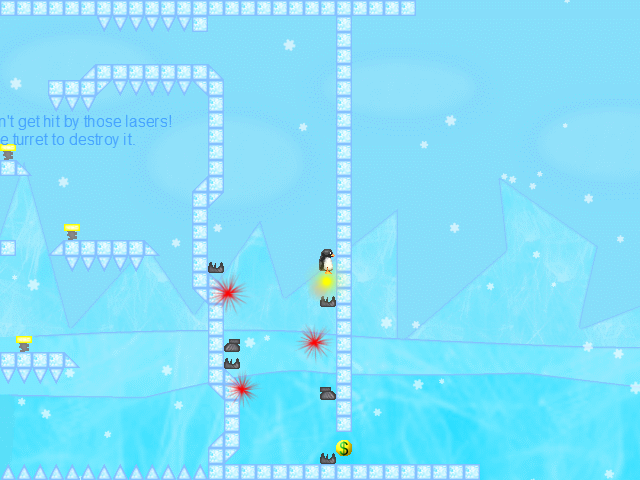 n't get hit by those lasers!
e turret to destroy it.
$